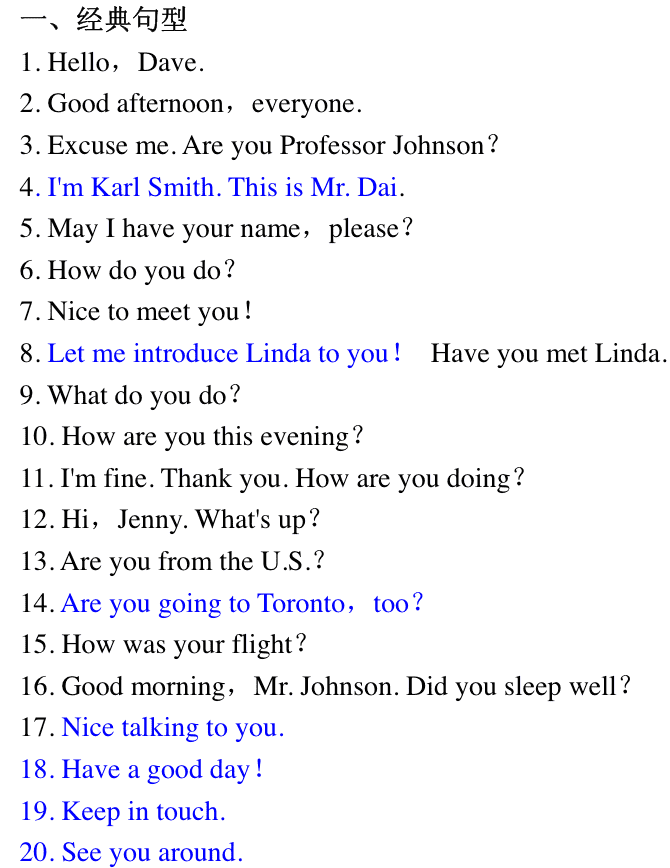 一、经典句型
1. Hello，Dave.
2. Good afternoon，everyone.
3. Excuse me. Are you Professor Johnson？
4. I'm Karl Smith. This is Mr. Dai.
5. May I have your name，please？
6. How do you do？
7. Nice to meet you！
8. Let me introduce Linda to you！ Have you met Linda.
9. What do you do？
10. How are you this evening？
11. I'm fine. Thank you. How are you doing？
12. Hi，Jenny. What's up？
13. Are you from the U.S.？
14. Are you going to Toronto，too？
15. How was your flight？
16. Good morning，Mr. Johnson. Did you sleep well？
17. Nice talking to you.
18. Have a good day！
19. Keep in touch.
20. See you around.